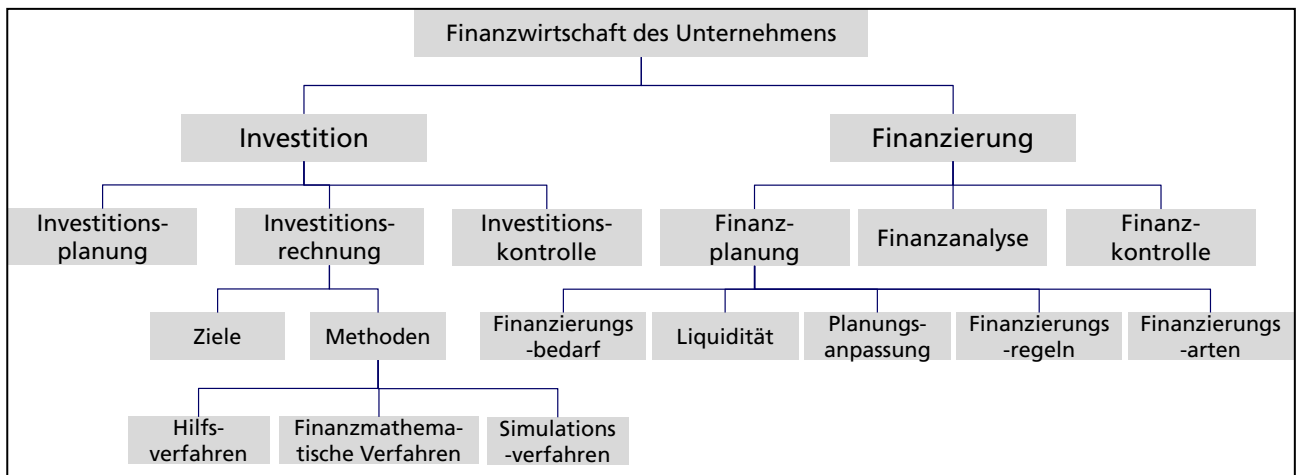 Finanzwirtschaft des Unternehmens
Investition
Finanzierung
Investitions-
planung
Investitions-
rechnung
Investitions-
kontrolle
Finanz-
planung
Finanzanalyse
Finanz-
kontrolle
Ziele
Methoden
Finanzierungs
-bedarf
Liquidität
Planungs-
anpassung
Finanzierungs
-regeln
Finanzierungs
-arten
Hilfs-
verfahren
Finanzmathema-
tische Verfahren
Simulations
-verfahren